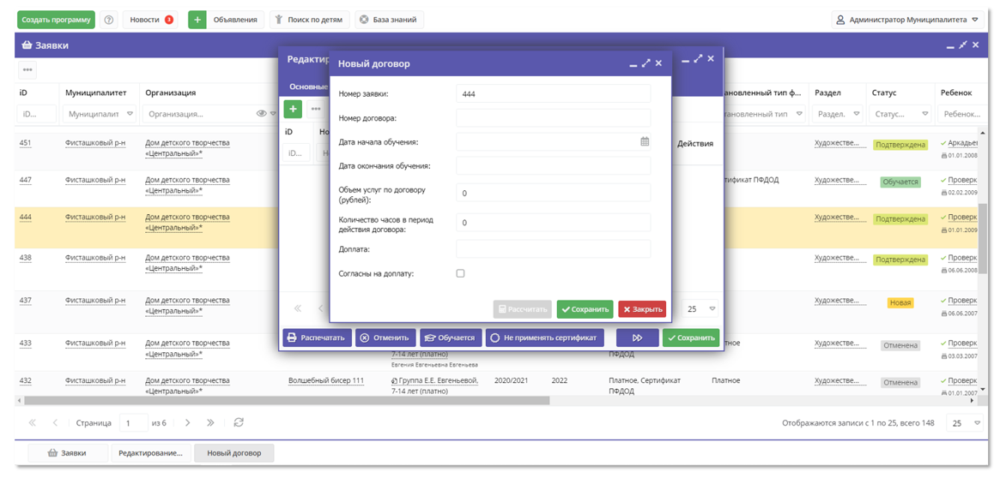 Создать программу Новости 3 + Объявления Поиск по детям База знаний Администратор Муниципалитета
Заявки
iD Муниципалитет Организация
iD... Муниципалит Организация...
Редактир
Основные
+ ...
iD Но
iD...
Действия
ановленный тип ф... Раздел Статус Ребенок
тановленный тип Раздел. Статус... Ребенок...
Новый договор
Номер заявки: 444
Номер договора:
Дата начала обучения:
Дата окончания обучения:
Объем услуг по договору
(рублей): 0
Количество часов в период
действия договора: 0
Доплата:
Согласны на доплату:
Рассчитать Сохранить Закрыть
25
Распечатать Отменить Обучается Не применять сертификат Сохранить
451 Фисташковый р-н Дом детского творчества
«Центральный»* Художестве... Подтверждена Аркадье
01.01.2008
447 Фисташковый р-н Дом детского творчества
«Центральный»* тификат ПФДОД Художестве... Обучается Проверк
02.02.2009
444 Фисташковый р-н Дом детского творчества
«Центральный»* Художестве... Подтверждена Проверк
01.01.2009
438 Фисташковый р-н Дом детского творчества
«Центральный»* Художестве... Подтверждена Проверк
06.06.2008
437 Фисташковый р-н Дом детского творчества
«Центральный»* Художестве... Новая Проверк
06.06.2007
433 Фисташковый р-н Дом детского творчества
«Центральный»* 7-14 лет (платно) ПФДОД тное Художестве... Отменена Проверк
Евгения Евгеньевна Евгеньева 03.03.2007
432 Фисташковый р-н Дом детского творчества Волшебный бисер 111 Группа Е.Е. Евгеньевой, 2020/2021 2022 Платное, Сертификат Платное Художестве... Отменена Проверк
«Центральный»* 7-14 лет (платно) ПФДОД 01.01.2007
Страница 1 из 6 Отображаются записи с 1 по 25, всего 148 25
Заявки Редактирование... Новый договор